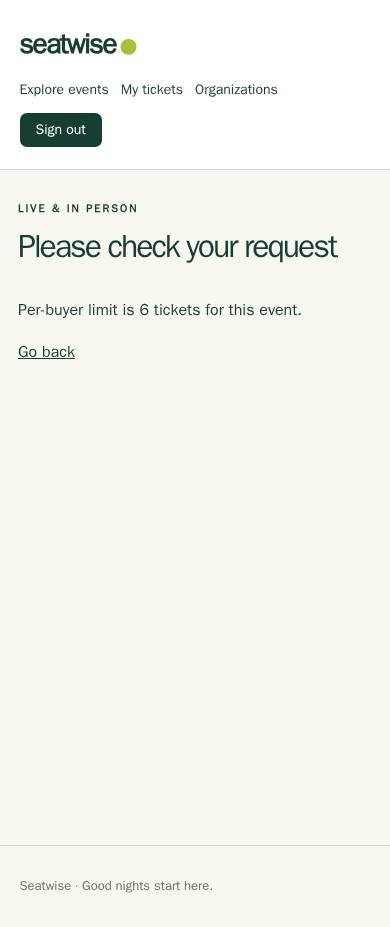 seatwise
Explore events My tickets Organizations
Sign out
LIVE & IN PERSON
Please check your request
Per-buyer limit is 6 tickets for this event.
Go back
Seatwise · Good nights start here.